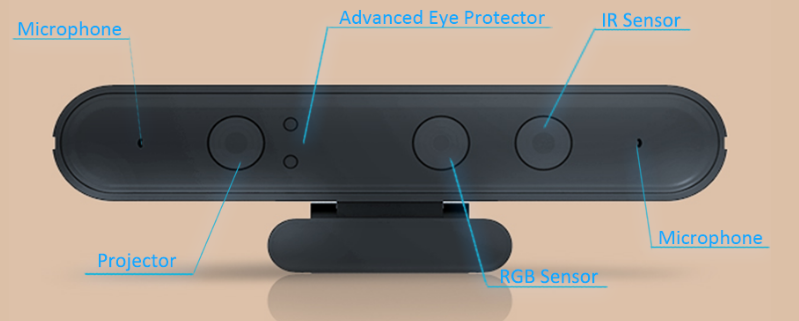 Advanced Eye Protector
IR Sensor
Microphone
Projector
Microphone
RGB Sensor